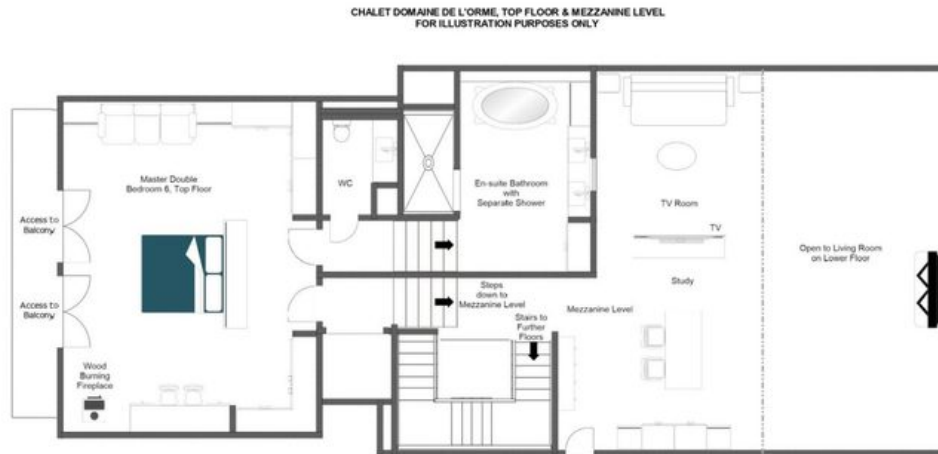 CHALET DOMAINE DE L'ORME, TOP FLOOR & MEZZANINE LEVEL
FOR ILLUSTRATION PURPOSES ONLY
Master Double
Bedroom 6, Top Floor
WC
En-suite Bathroom
with
Separate Shower
TV Room
TV
Access to
Balcony
Open to Living Room
on Lower Floor
Study
Steps
down to
Mezzanine Level
Access to
Balcony
Mezzanine Level
Stairs to
Further
Floors
Wood
Burning
Fireplace